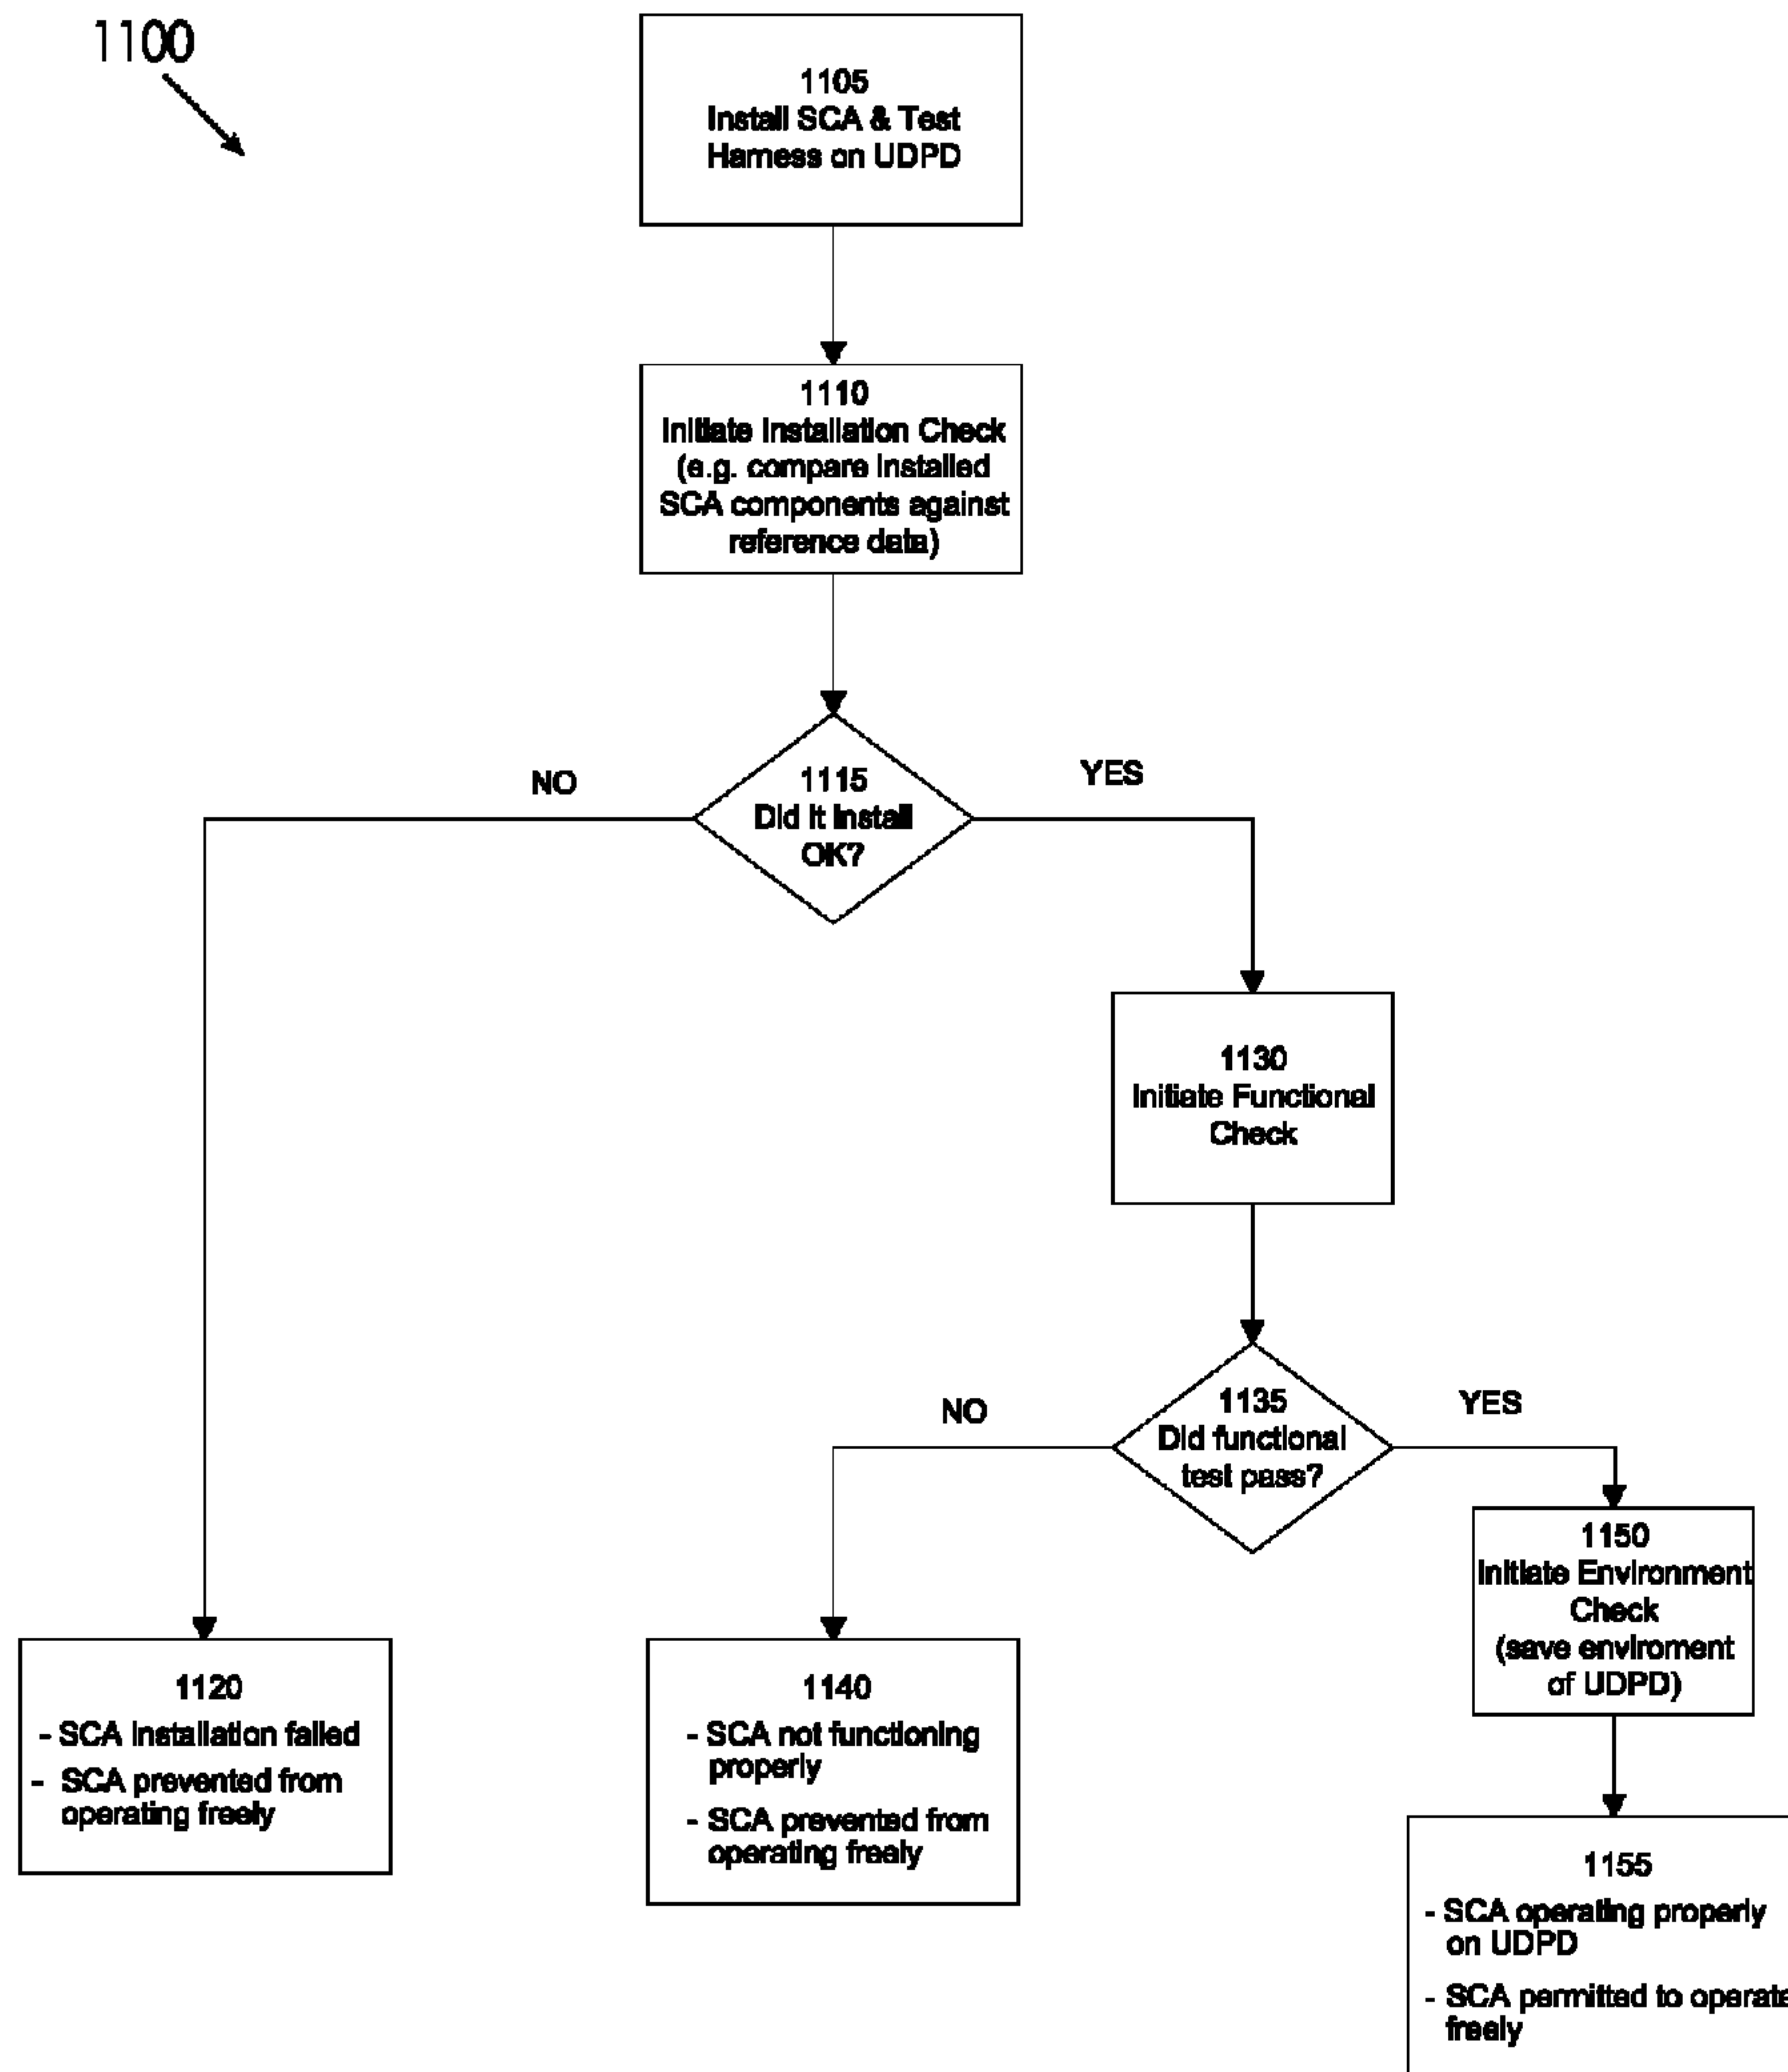 1100
1105
Install SCA & Test
Harness on UDPD
1110
Initiate Installation Check
(e.g. compare installed
SCA components against
reference data)
NO
1115
Did it install
OK?
YES
1130
Initiate Functional
Check
NO
1135
Did functional
test pass?
YES
1150
Initiate Environment
Check
(save enviroment
of UDPD)
1120
- SCA installation failed
- SCA prevented from
operating freely
1140
- SCA not functioning
properly
- SCA prevented from
operating freely
1155
- SCA operating properly
on UDPD
- SCA permitted to operate
freely